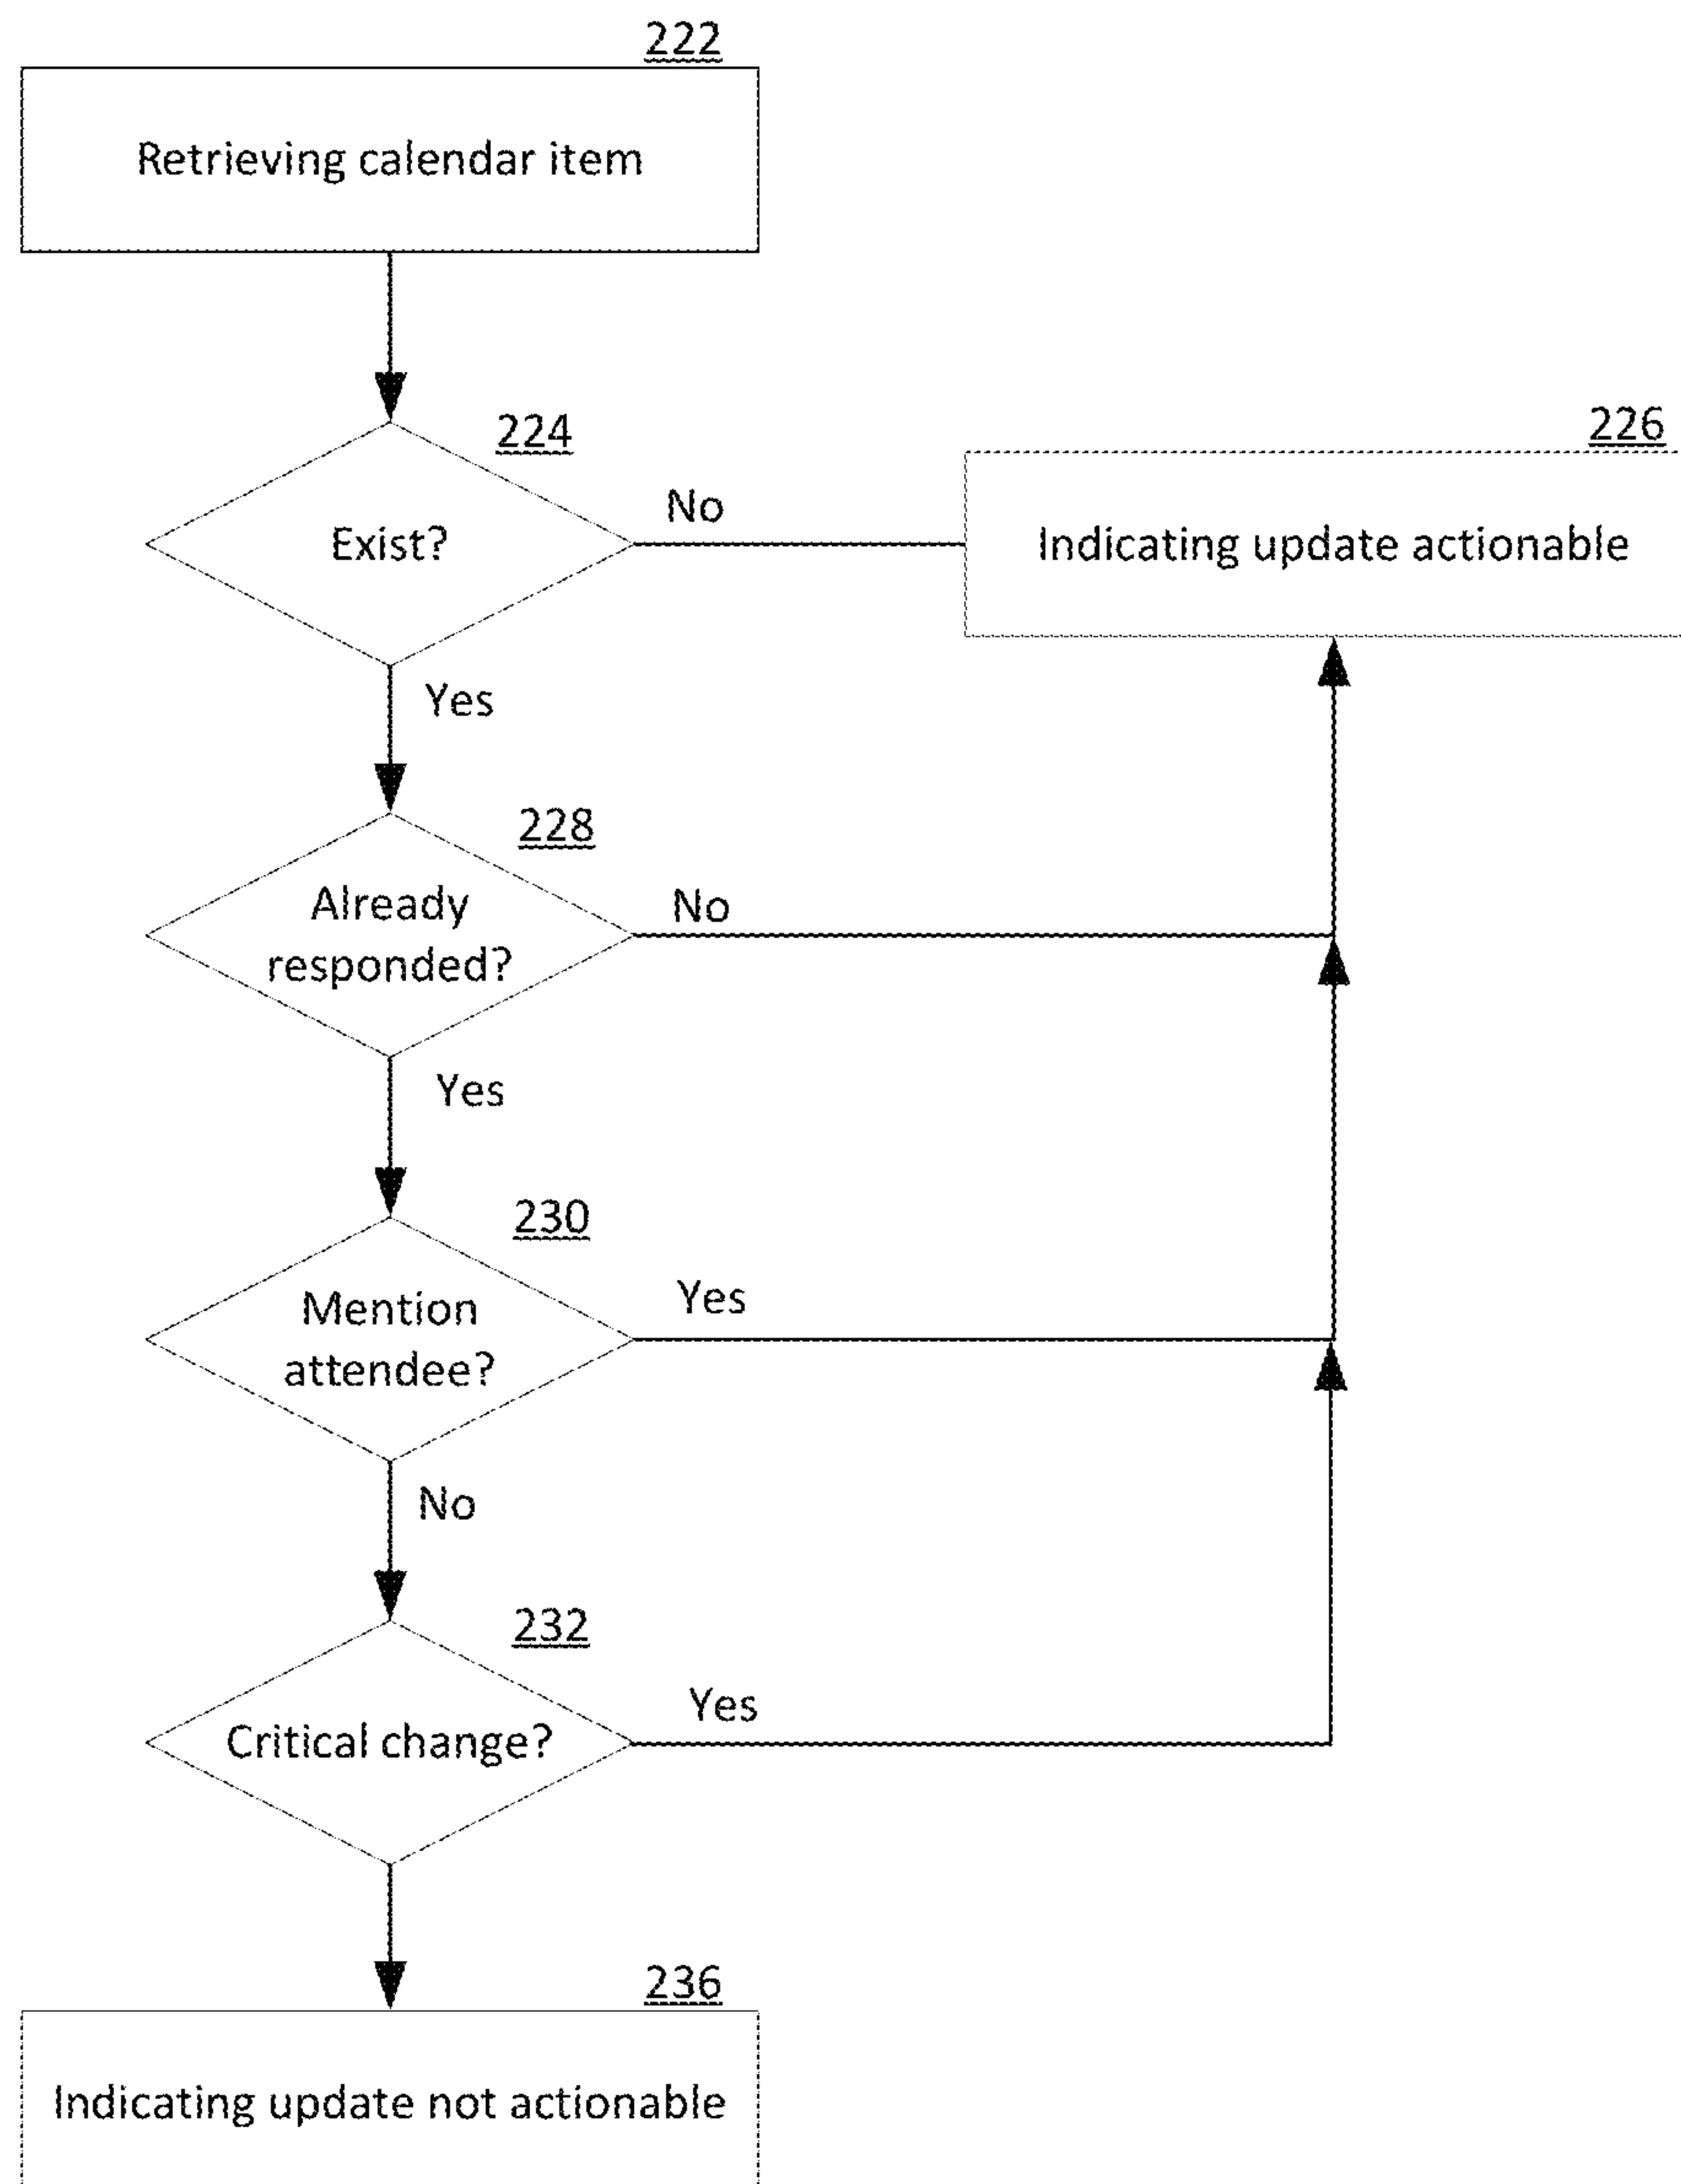 222
Retrieving calendar item
224
226
Exist?
No
Indicating update actionable
Yes
228
Already
responded?
No
Yes
230
Mention
attendee?
Yes
No
232
Critical change?
Yes
236
Indicating update not actionable